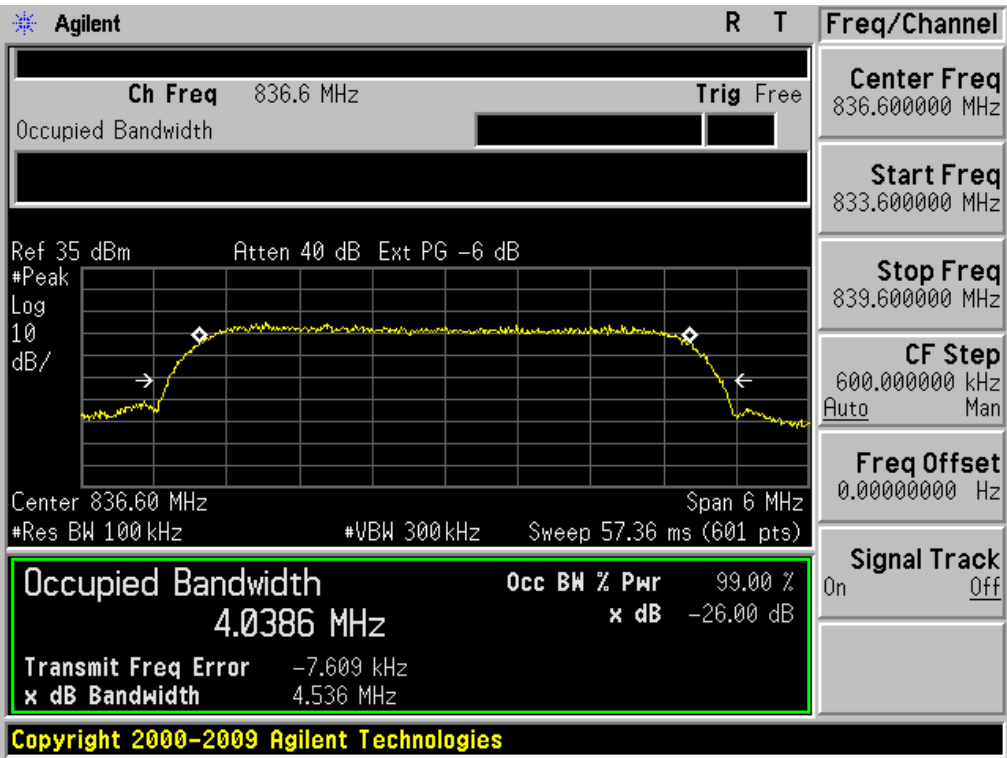 Agilent R T
Freq/Channel
Ch Freq 836.6 MHz Trig Free
Occupied Bandwidth
Center Freq
836.600000 MHz
Start Freq
833.600000 MHz
Stop Freq
839.600000 MHz
CF Step
600.000000 kHz
Auto Man
Freq Offset
0.00000000 Hz
Signal Track
On Off
Ref 35 dBm Atten 40 dB Ext PG -6 dB
#Peak
Log
10
dB/
Center 836.60 MHz Span 6 MHz
#Res BW 100 kHz #VBW 300 kHz Sweep 57.36 ms (601 pts)
Occupied Bandwidth
4.0386 MHz
Occ BW % Pwr 99.00 %
x dB -26.00 dB
Transmit Freq Error -7.609 kHz
x dB Bandwidth 4.536 MHz
Copyright 2000-2009 Agilent Technologies